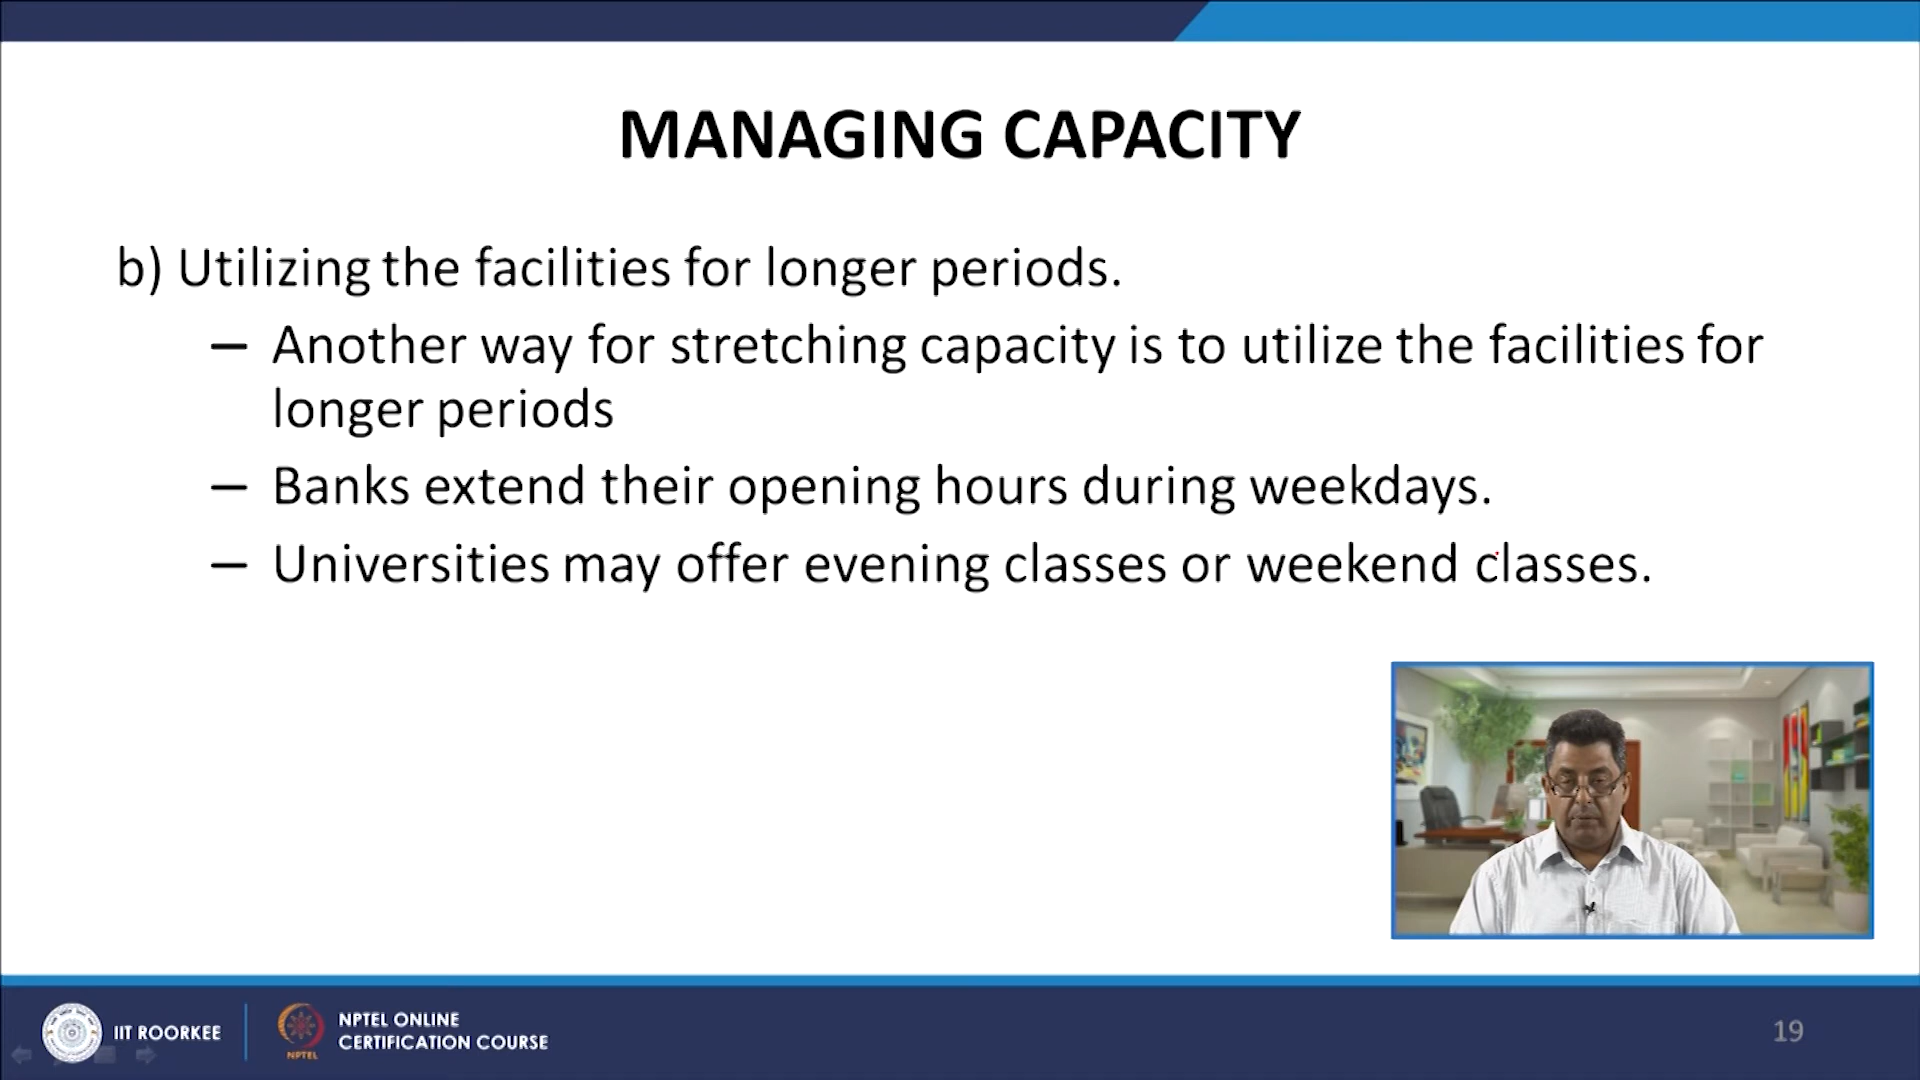 MANAGING CAPACITY
b) Utilizing the facilities for longer periods.
– Another way for stretching capacity is to utilize the facilities for
longer periods
– Banks extend their opening hours during weekdays.
– Universities may offer evening classes or weekend classes.
IIT ROORKEE
NPTEL
NPTEL ONLINE
CERTIFICATION COURSE
19